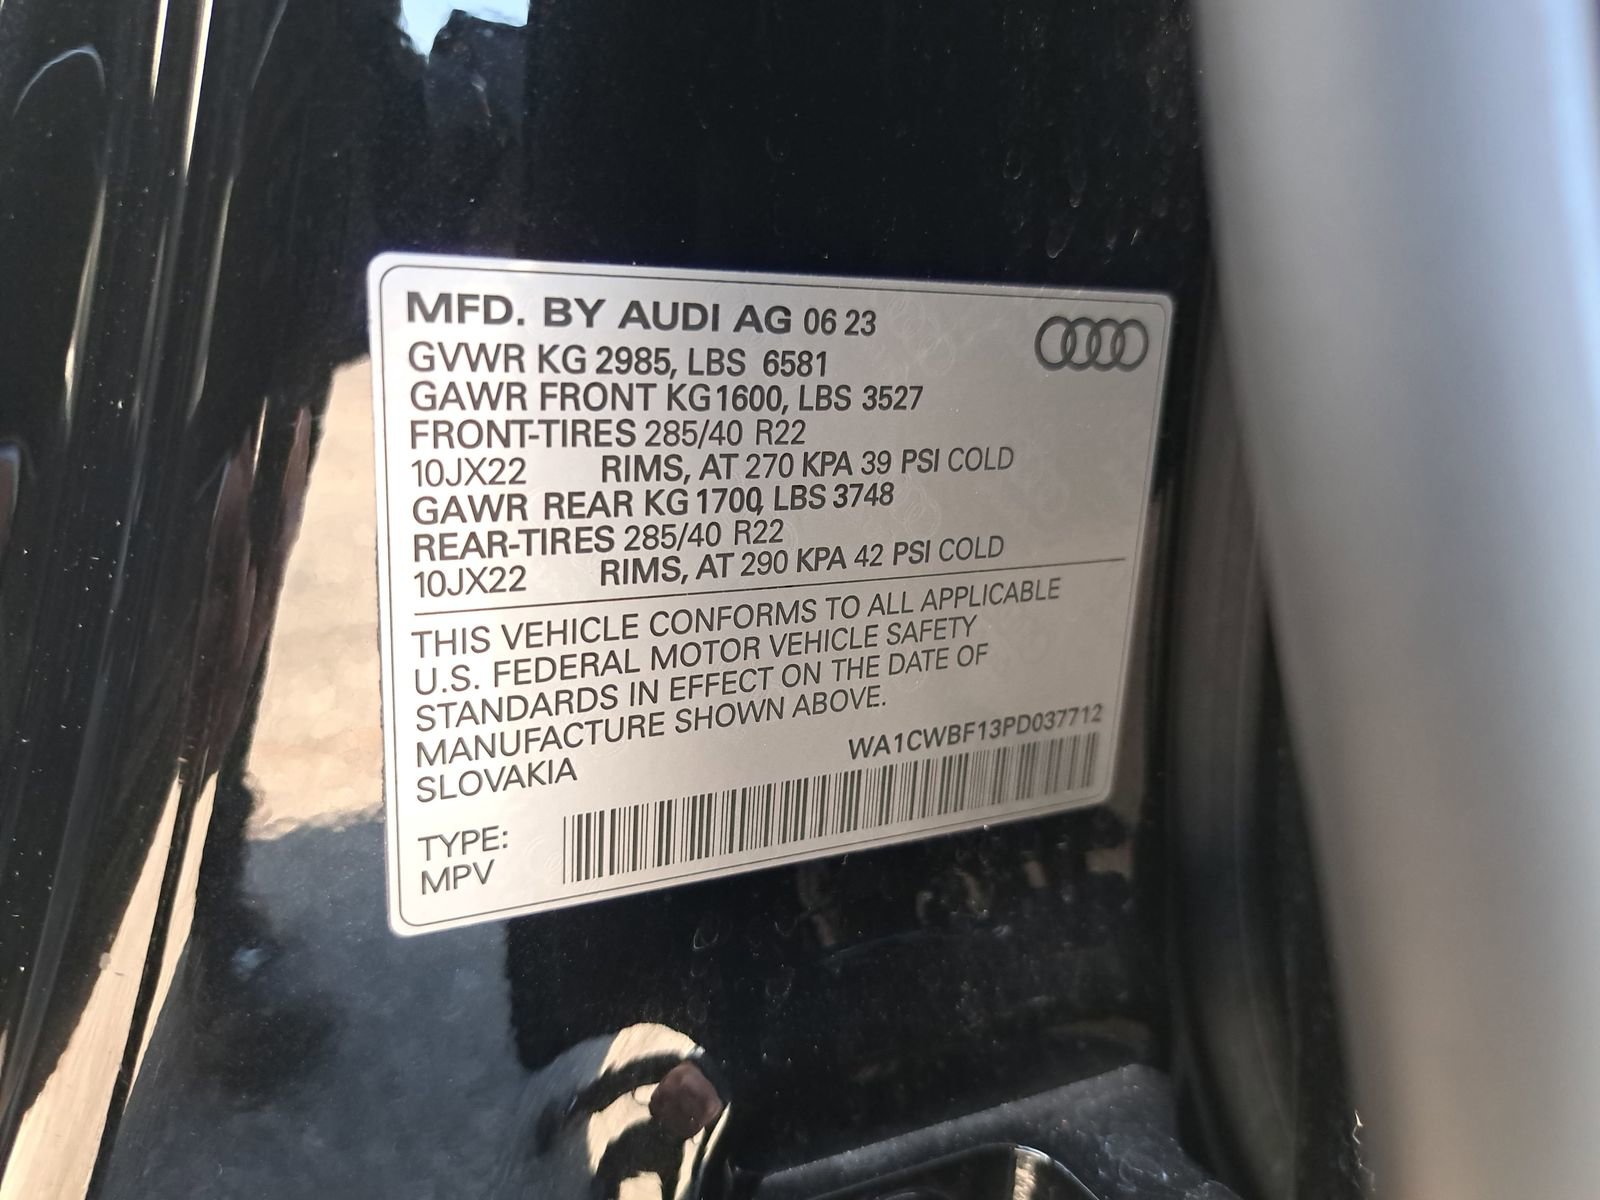 MFD. BY AUDI AG 06 23
GVWR KG 2985, LBS 6581
GAWR FRONT KG 1600, LBS 3527
FRONT-TIRES 285/40 R22
10JX22 RIMS, AT 270 KPA 39 PSI COLD
GAWR REAR KG 1700, LBS 3748
REAR-TIRES 285/40 R22
10JX22 RIMS, AT 290 KPA 42 PSI COLD
THIS VEHICLE CONFORMS TO ALL APPLICABLE
U.S. FEDERAL MOTOR VEHICLE SAFETY
STANDARDS IN EFFECT ON THE DATE OF
MANUFACTURE SHOWN ABOVE.
SLOVAKIA
WA1CWBF13PD037712
TYPE:
MPV